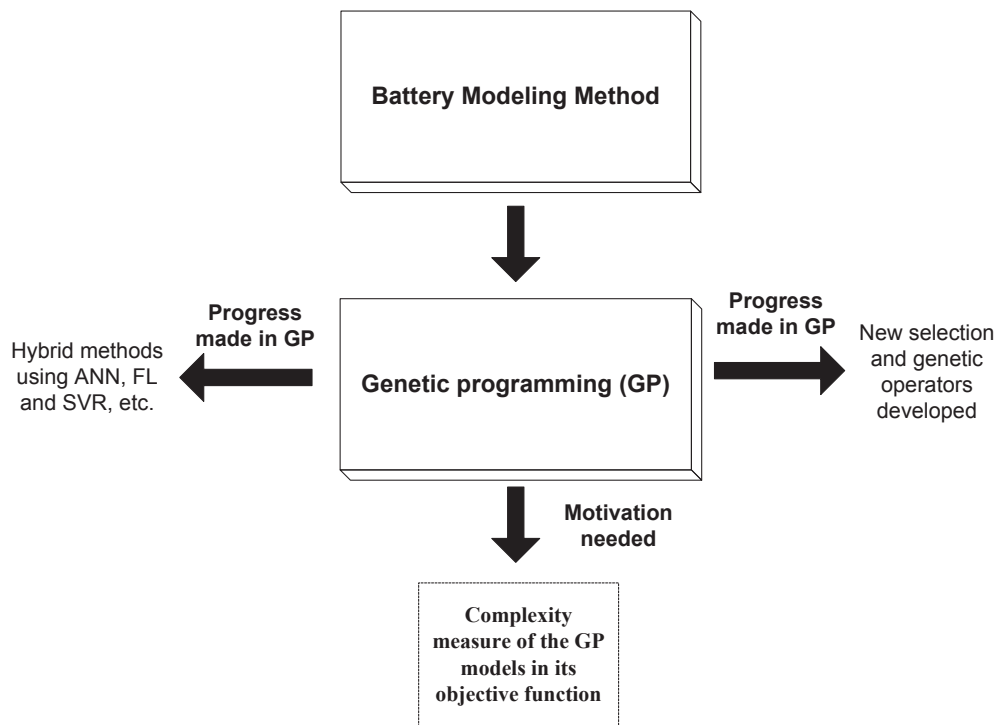 Battery Modeling Method
Progress
made in GP
Hybrid methods
using ANN, FL
and SVR, etc.
Genetic programming (GP)
Progress
made in GP
New selection
and genetic
operators
developed
Motivation
needed
Complexity
measure of the GP
models in its
objective function